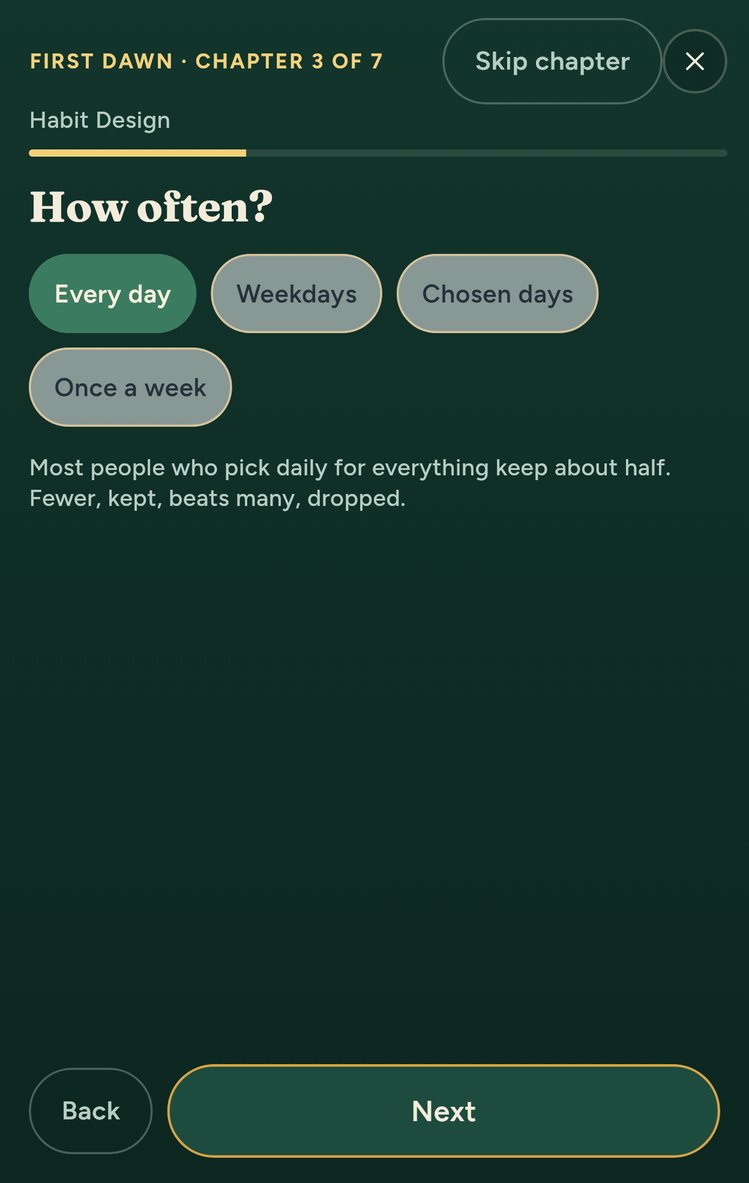 FIRST DAWN · CHAPTER 3 OF 7
Skip chapter
Habit Design
How often?
Every day
Weekdays
Chosen days
Once a week
Most people who pick daily for everything keep about half.
Fewer, kept, beats many, dropped.
Back
Next